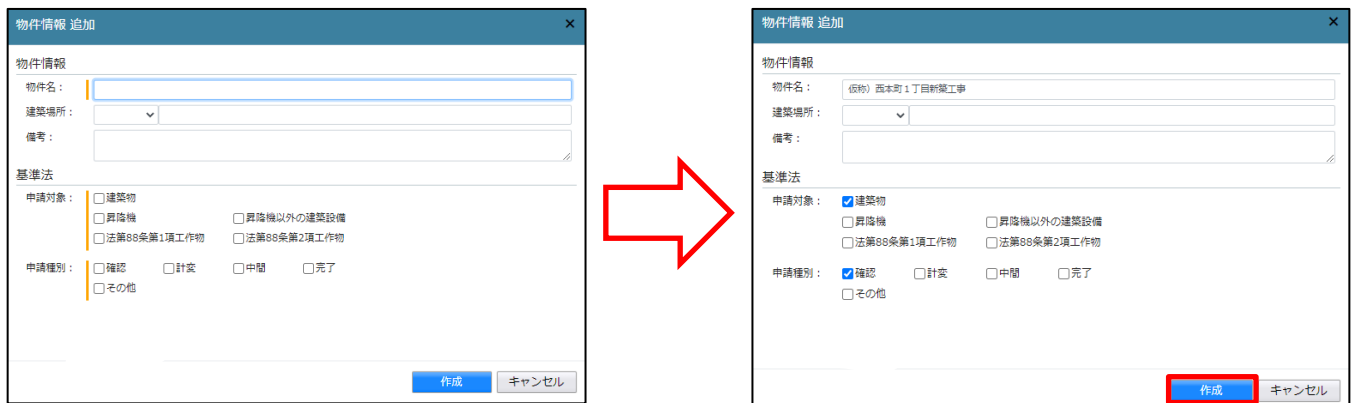 物件情報 追加 ×
物件情報
物件名：
建築場所：
備考：
基準法
申請対象： 建築物
昇降機 昇降機以外の建築設備
法第88条第1項工作物 法第88条第2項工作物
申請種別： 確認 計変 中間 完了
その他
作成 キャンセル
物件情報 追加 ×
物件情報
物件名： 仮称）西本町１丁目新築工事
建築場所：
備考：
基準法
申請対象： 建築物
昇降機 昇降機以外の建築設備
法第88条第1項工作物 法第88条第2項工作物
申請種別： 確認 計変 中間 完了
その他
作成 キャンセル